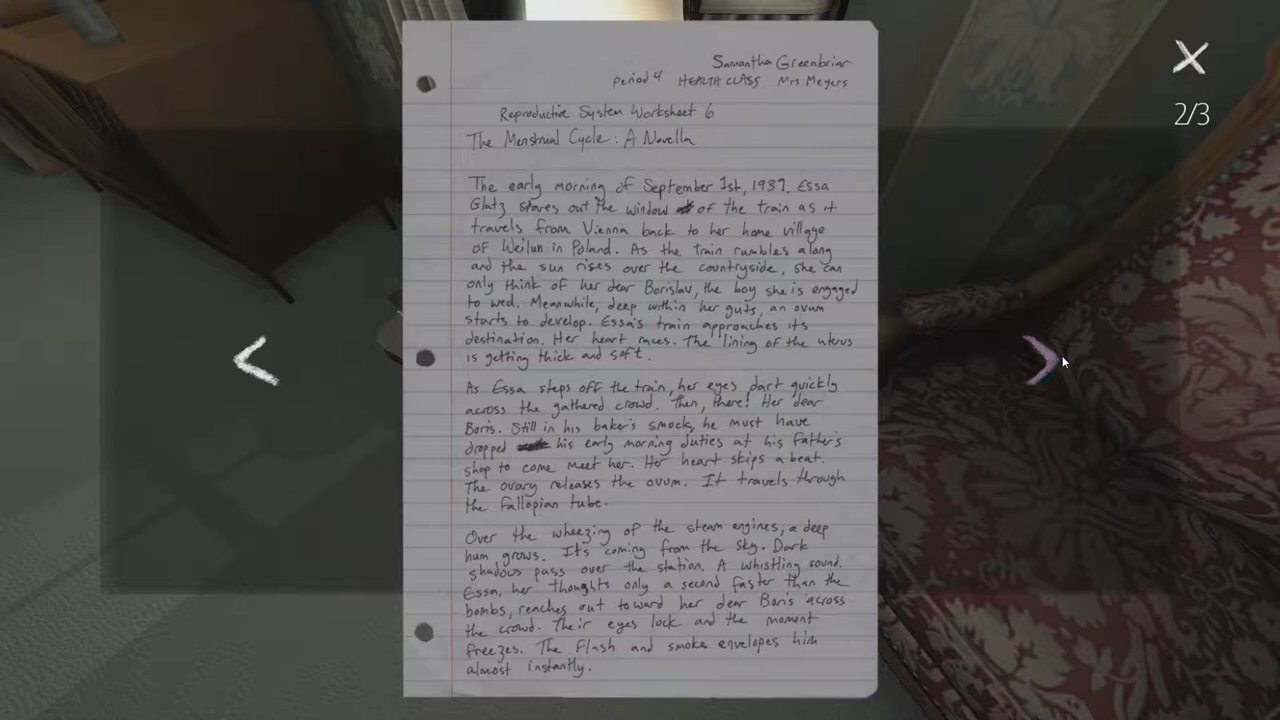 Samantha Greenbriar
period 4 HEALTH CLASS Mrs Meyers
2/3
Reproductive System Worksheet 6
The Menstrual Cycle: A Novella
The early morning of September 1st, 1939. Essa
Glatz stares out the window of the train as it
travels from Vienna back to her home village
of Weilun in Poland. As the train rumbles along
and the sun rises over the countryside, she can
only think of her dear Borislav, the boy she is engaged
to wed. Meanwhile, deep within her guts, an ovum
starts to develop. Essa's train approaches its
destination. Her heart races. The lining of the uterus
is getting thick and soft.
As Essa steps off the train, her eyes dart quickly
across the gathered crowd. Then, there! Her dear
Boris. Still in his baker's smock, he must have
dropped his early morning duties at his father's
shop to come meet her. Her heart skips a beat.
The ovary releases the ovum. It travels through
the fallopian tube.
Over the wheezing of the steam engines, a deep
hum grows. It's coming from the sky. Dark
shadows pass over the station. A whistling sound.
Essa, her thoughts only a second faster than the
bombs, reaches out toward her dear Boris across
the crowd. Their eyes lock and the moment
freezes. The flash and smoke envelopes him
almost instantly.